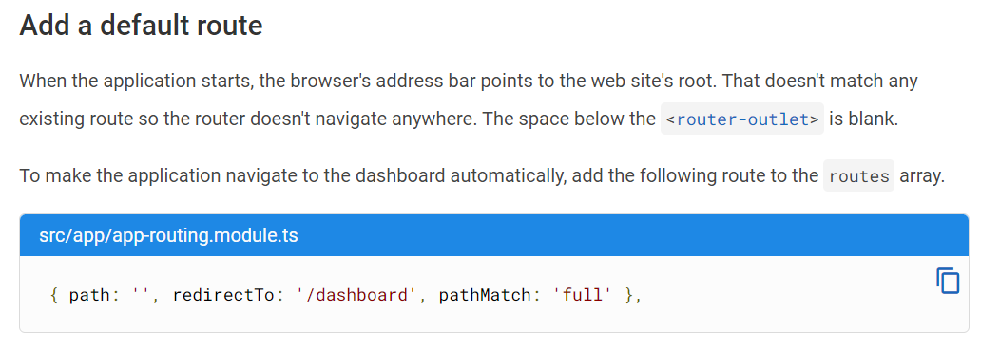 Add a default route
When the application starts, the browser's address bar points to the web site's root. That doesn't match any
existing route so the router doesn't navigate anywhere. The space below the <router-outlet> is blank.
To make the application navigate to the dashboard automatically, add the following route to the routes array.
src/app/app-routing.module.ts
{ path: '', redirectTo: '/dashboard', pathMatch: 'full' },